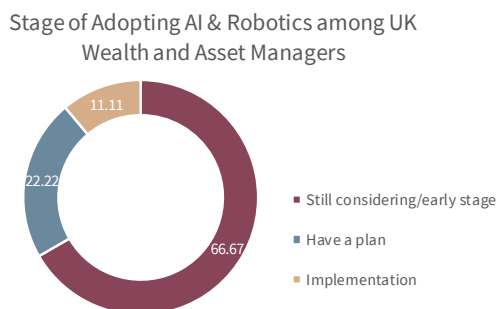 Stage of Adopting AI & Robotics among UK
Wealth and Asset Managers
11.11
22.22
66.67
Still considering/early stage
Have a plan
Implementation